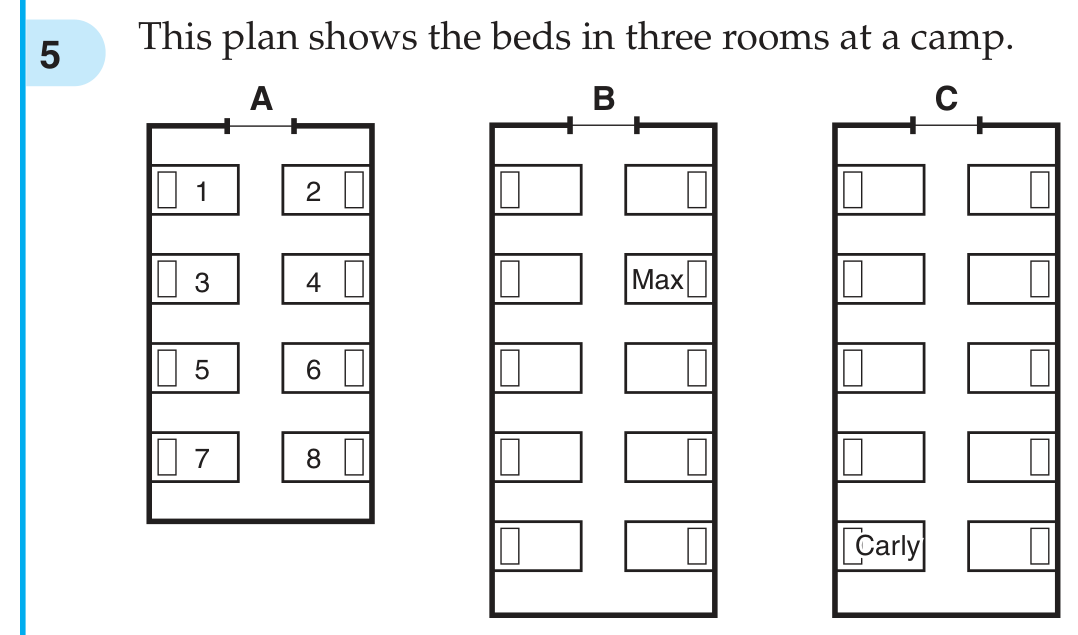 5 This plan shows the beds in three rooms at a camp.
A B C
1 2
3 4 Max
5 6
7 8
Carly